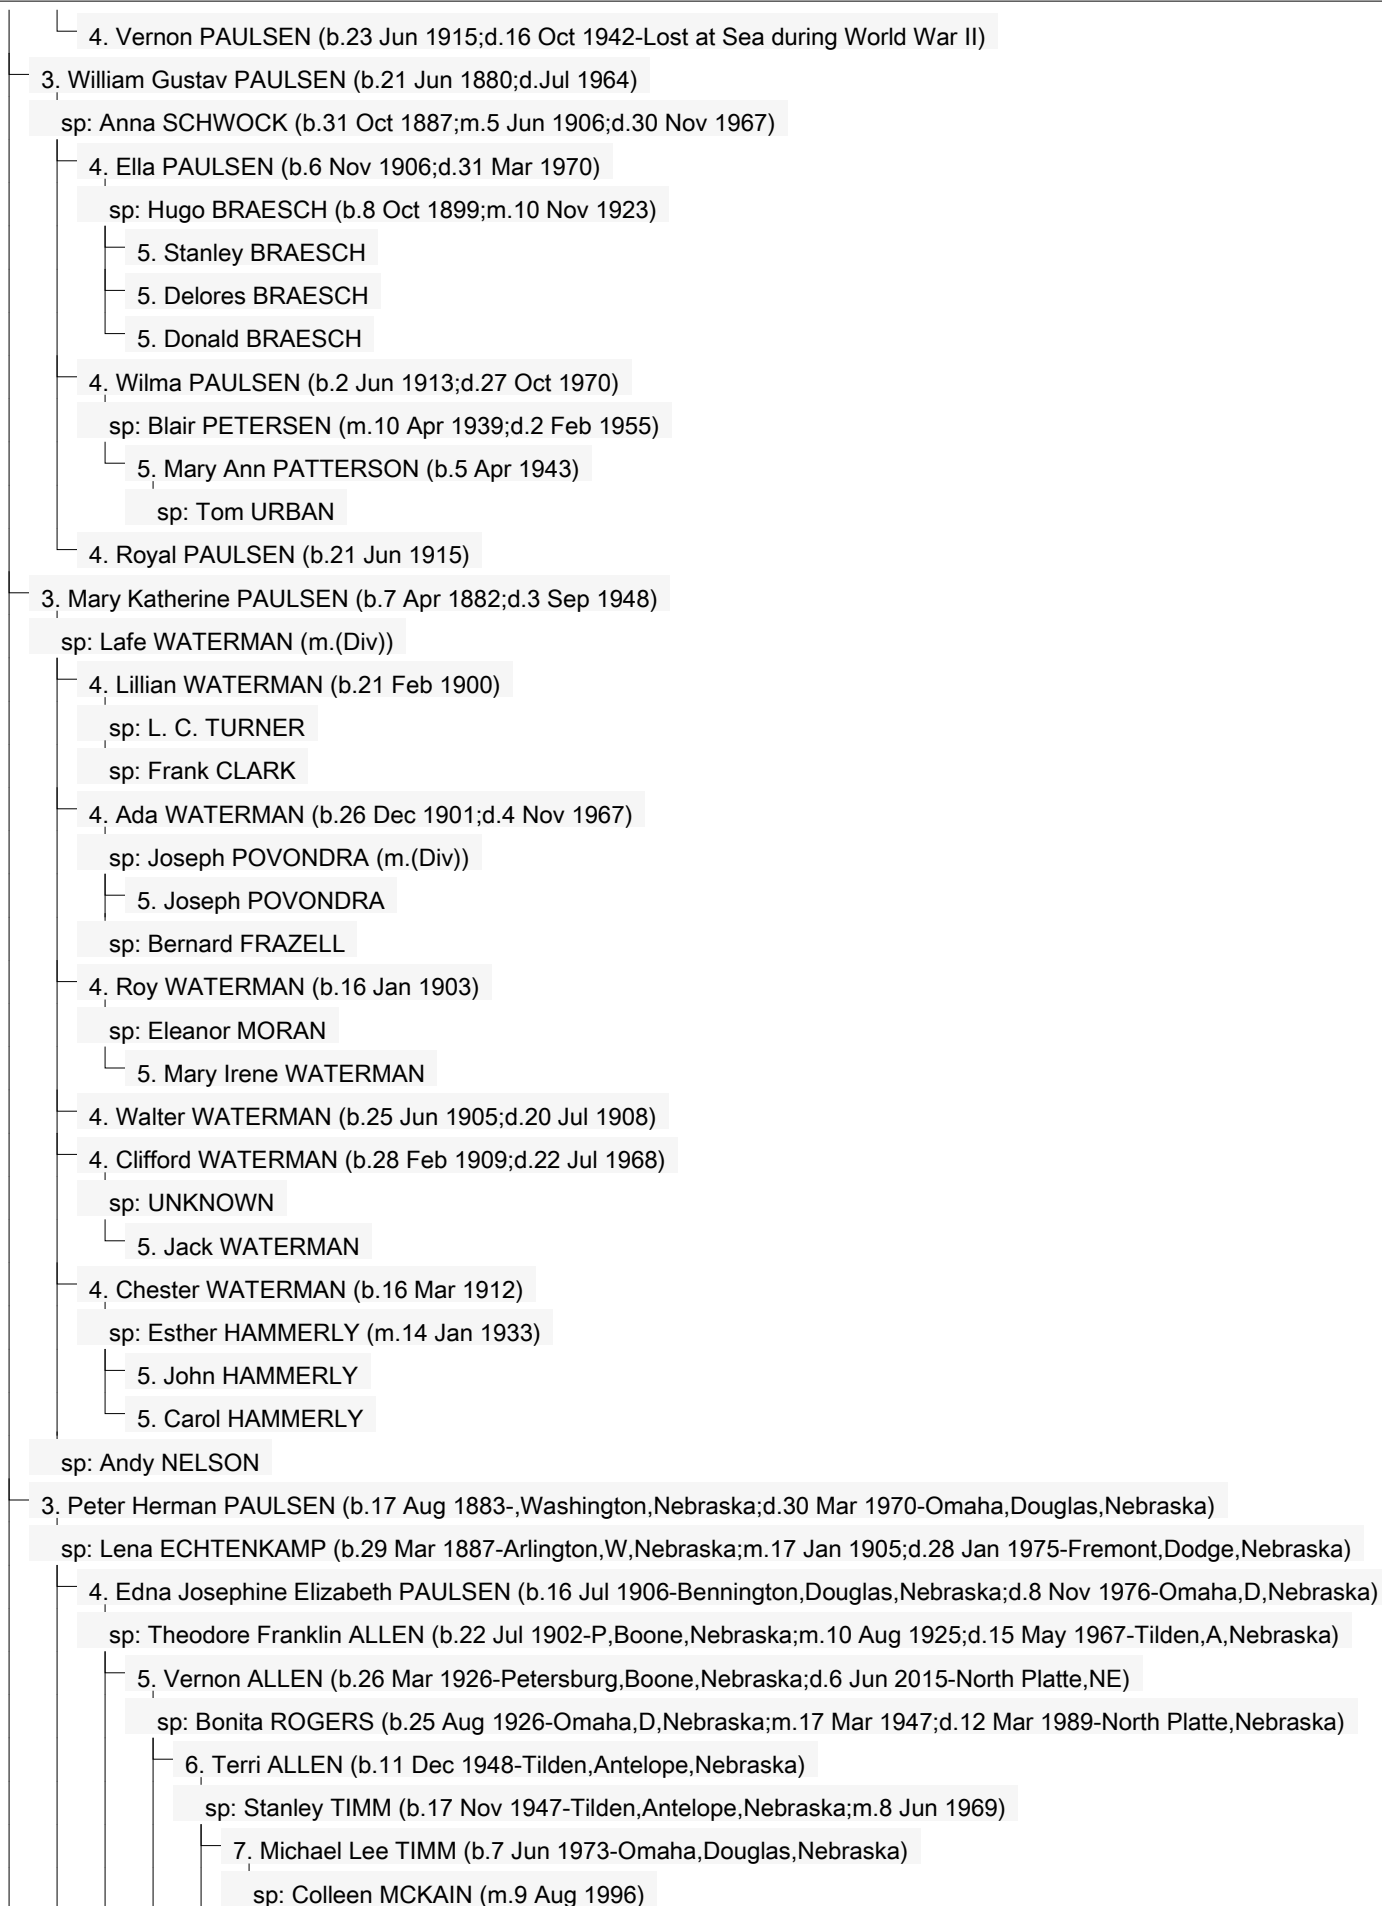 4. Vernon PAULSEN (b.23 Jun 1915;d.16 Oct 1942-Lost at Sea during World War II)
3. William Gustav PAULSEN (b.21 Jun 1880;d.Jul 1964)
sp: Anna SCHWOCK (b.31 Oct 1887;m.5 Jun 1906;d.30 Nov 1967)
4. Ella PAULSEN (b.6 Nov 1906;d.31 Mar 1970)
sp: Hugo BRAESCH (b.8 Oct 1899;m.10 Nov 1923)
5. Stanley BRAESCH
5. Delores BRAESCH
5. Donald BRAESCH
4. Wilma PAULSEN (b.2 Jun 1913;d.27 Oct 1970)
sp: Blair PETERSEN (m.10 Apr 1939;d.2 Feb 1955)
5. Mary Ann PATTERSON (b.5 Apr 1943)
sp: Tom URBAN
4. Royal PAULSEN (b.21 Jun 1915)
3. Mary Katherine PAULSEN (b.7 Apr 1882;d.3 Sep 1948)
sp: Lafe WATERMAN (m.(Div))
4. Lillian WATERMAN (b.21 Feb 1900)
sp: L. C. TURNER
sp: Frank CLARK
4. Ada WATERMAN (b.26 Dec 1901;d.4 Nov 1967)
sp: Joseph POVONDRA (m.(Div))
5. Joseph POVONDRA
sp: Bernard FRAZELL
4. Roy WATERMAN (b.16 Jan 1903)
sp: Eleanor MORAN
5. Mary Irene WATERMAN
4. Walter WATERMAN (b.25 Jun 1905;d.20 Jul 1908)
4. Clifford WATERMAN (b.28 Feb 1909;d.22 Jul 1968)
sp: UNKNOWN
5. Jack WATERMAN
4. Chester WATERMAN (b.16 Mar 1912)
sp: Esther HAMMERLY (m.14 Jan 1933)
5. John HAMMERLY
5. Carol HAMMERLY
sp: Andy NELSON
3. Peter Herman PAULSEN (b.17 Aug 1883-,Washington,Nebraska;d.30 Mar 1970-Omaha,Douglas,Nebraska)
sp: Lena ECHTENKAMP (b.29 Mar 1887-Arlington,W,Nebraska;m.17 Jan 1905;d.28 Jan 1975-Fremont,Dodge,Nebraska)
4. Edna Josephine Elizabeth PAULSEN (b.16 Jul 1906-Bennington,Douglas,Nebraska;d.8 Nov 1976-Omaha,D,Nebraska)
sp: Theodore Franklin ALLEN (b.22 Jul 1902-P,Boone,Nebraska;m.10 Aug 1925;d.15 May 1967-Tilden,A,Nebraska)
5. Vernon ALLEN (b.26 Mar 1926-Petersburg,Boone,Nebraska;d.6 Jun 2015-North Platte,NE)
sp: Bonita ROGERS (b.25 Aug 1926-Omaha,D,Nebraska;m.17 Mar 1947;d.12 Mar 1989-North Platte,Nebraska)
6. Terri ALLEN (b.11 Dec 1948-Tilden,Antelope,Nebraska)
sp: Stanley TIMM (b.17 Nov 1947-Tilden,Antelope,Nebraska;m.8 Jun 1969)
7. Michael Lee TIMM (b.7 Jun 1973-Omaha,Douglas,Nebraska)
sp: Colleen MCKAIN (m.9 Aug 1996)